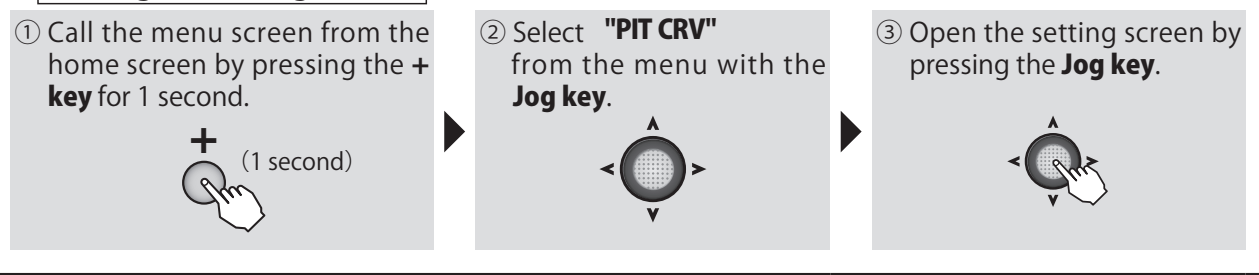 ① Call the menu screen from the
home screen by pressing the +
key for 1 second.
+
(1 second)
② Select "PIT CRV"
from the menu with the
Jog key.
③ Open the setting screen by
pressing the Jog key.